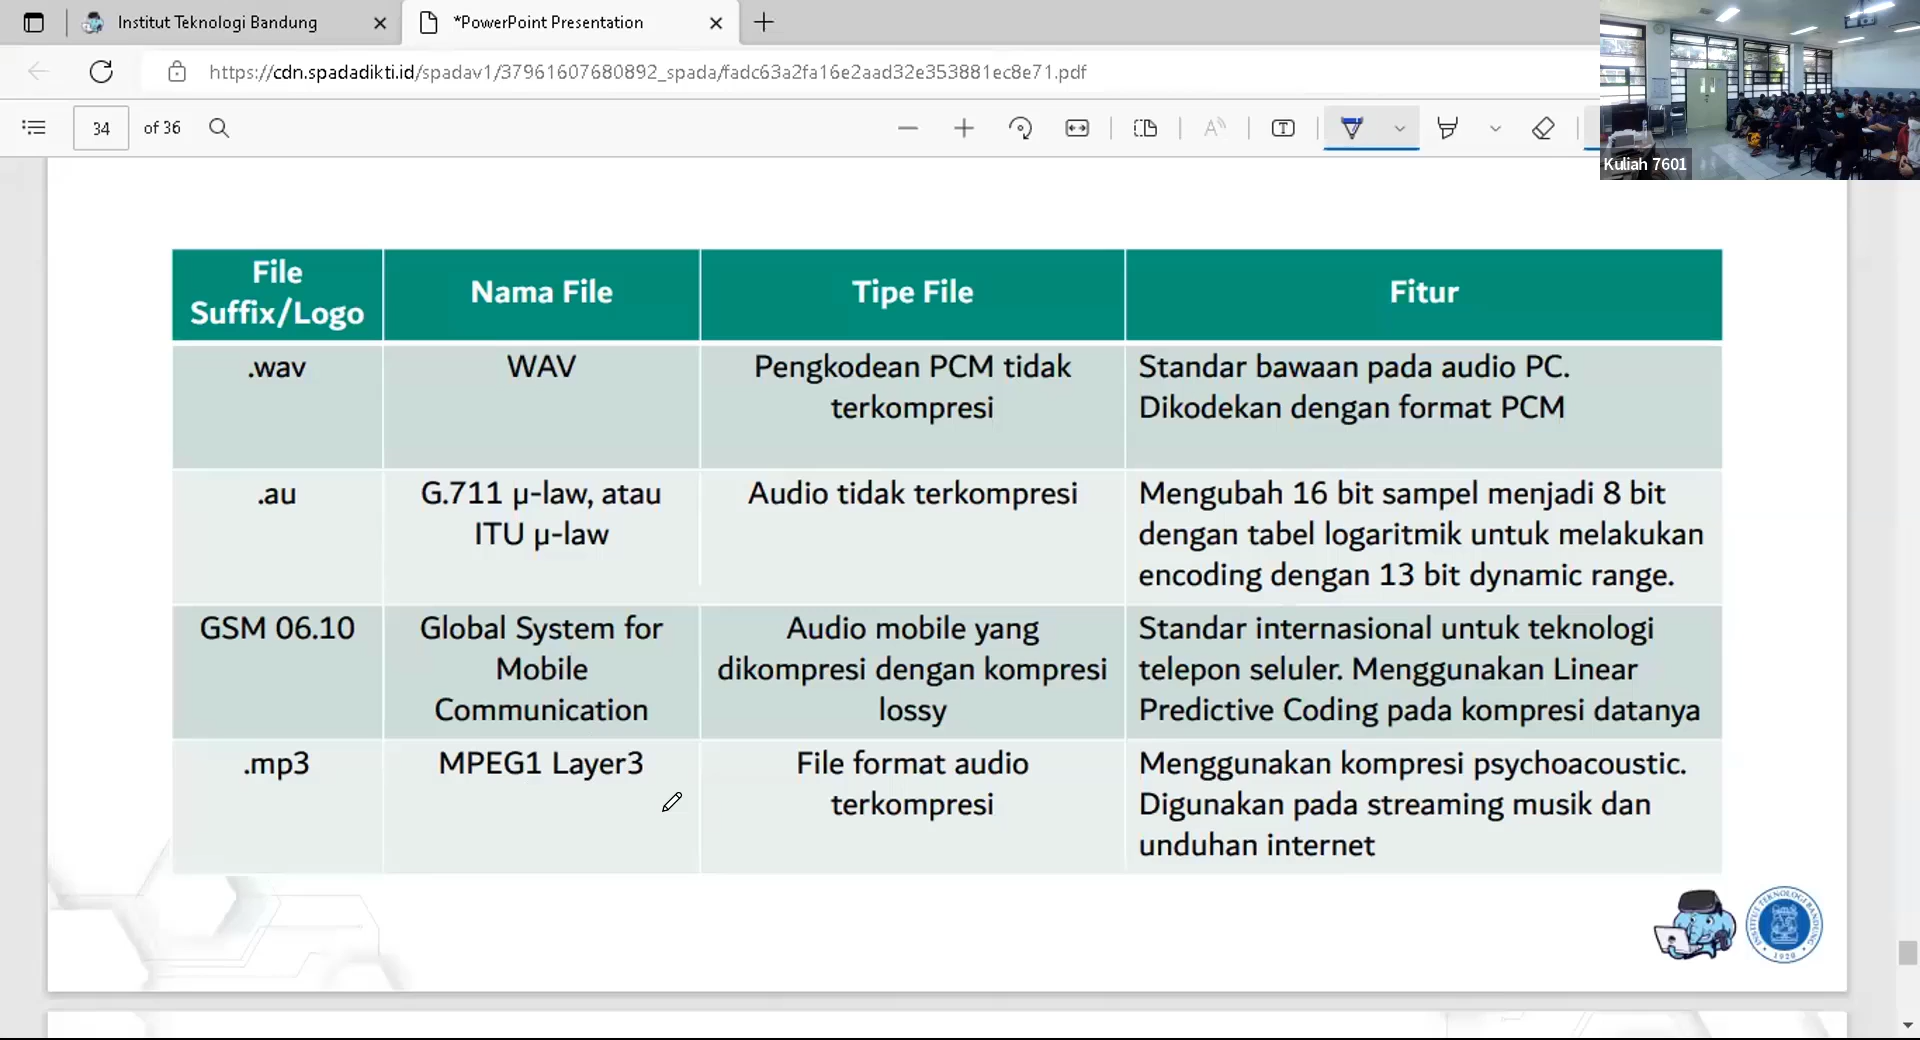 Institut Teknologi Bandung
*PowerPoint Presentation
https://cdn.spadadikti.id/spadav1/37961607680892_spada/fadc63a2fa16e2aad32e353881ec8e71.pdf
34 of 36
Kuliah 7601
File
Suffix/Logo
Nama File
Tipe File
Fitur
.wav
WAV
Pengkodean PCM tidak
terkompresi
Standar bawaan pada audio PC.
Dikodekan dengan format PCM
.au
G.711 μ-law, atau
ITU μ-law
Audio tidak terkompresi
Mengubah 16 bit sampel menjadi 8 bit
dengan tabel logaritmik untuk melakukan
encoding dengan 13 bit dynamic range.
GSM 06.10
Global System for
Mobile
Communication
Audio mobile yang
dikompresi dengan kompresi
lossy
Standar internasional untuk teknologi
telepon seluler. Menggunakan Linear
Predictive Coding pada kompresi datanya
.mp3
MPEG1 Layer3
File format audio
terkompresi
Menggunakan kompresi psychoacoustic.
Digunakan pada streaming musik dan
unduhan internet
INSTITUT TEKNOLOGI BANDUNG
1920